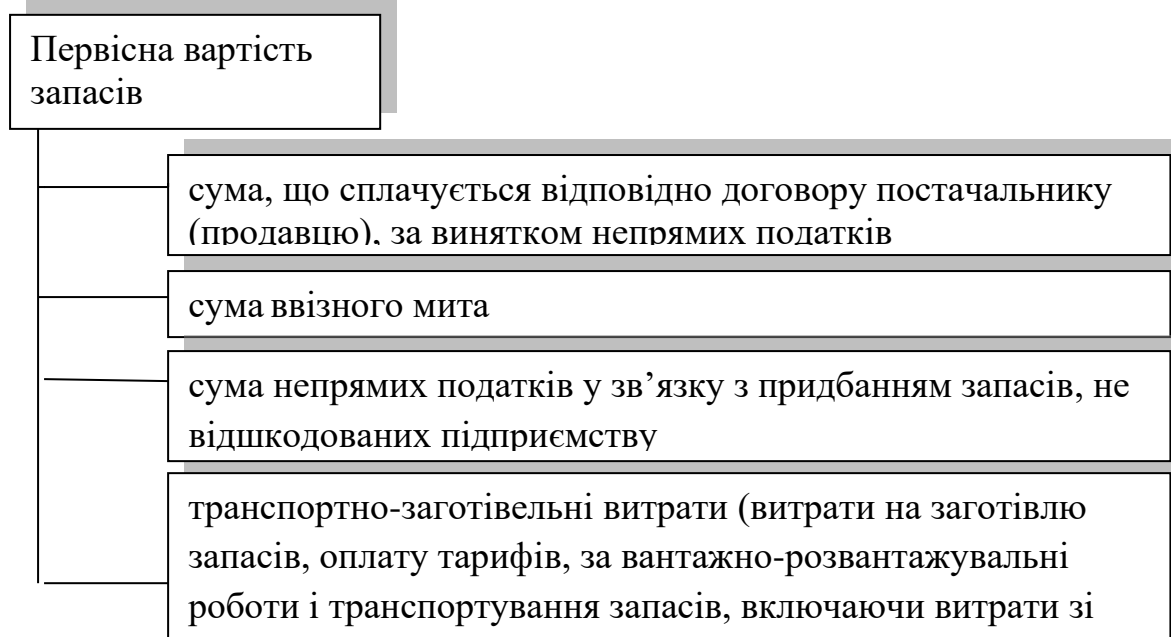 Первісна вартість
запасів
сума, що сплачується відповідно договору постачальнику
(продавцю), за винятком непрямих податків
сума ввізного мита
сума непрямих податків у зв’язку з придбанням запасів, не
відшкодованих підприємству
транспортно-заготівельні витрати (витрати на заготівлю
запасів, оплату тарифів, за вантажно-розвантажувальні
роботи і транспортування запасів, включаючи витрати зі